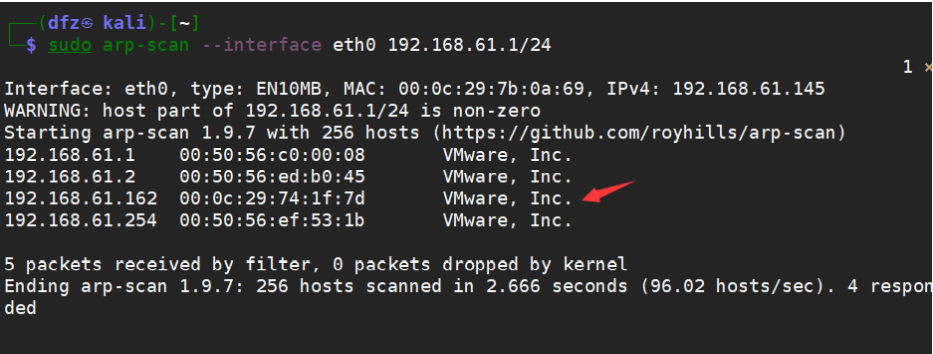 (dfz㉿ kali)-[~]
$ sudo arp-scan --interface eth0 192.168.61.1/24
1 ×
Interface: eth0, type: EN10MB, MAC: 00:0c:29:7b:0a:69, IPv4: 192.168.61.145
WARNING: host part of 192.168.61.1/24 is non-zero
Starting arp-scan 1.9.7 with 256 hosts (https://github.com/royhills/arp-scan)
192.168.61.1 00:50:56:c0:00:08 VMware, Inc.
192.168.61.2 00:50:56:ed:b0:45 VMware, Inc.
192.168.61.162 00:0c:29:74:1f:7d VMware, Inc.
192.168.61.254 00:50:56:ef:53:1b VMware, Inc.
5 packets received by filter, 0 packets dropped by kernel
Ending arp-scan 1.9.7: 256 hosts scanned in 2.666 seconds (96.02 hosts/sec). 4 respon
ded